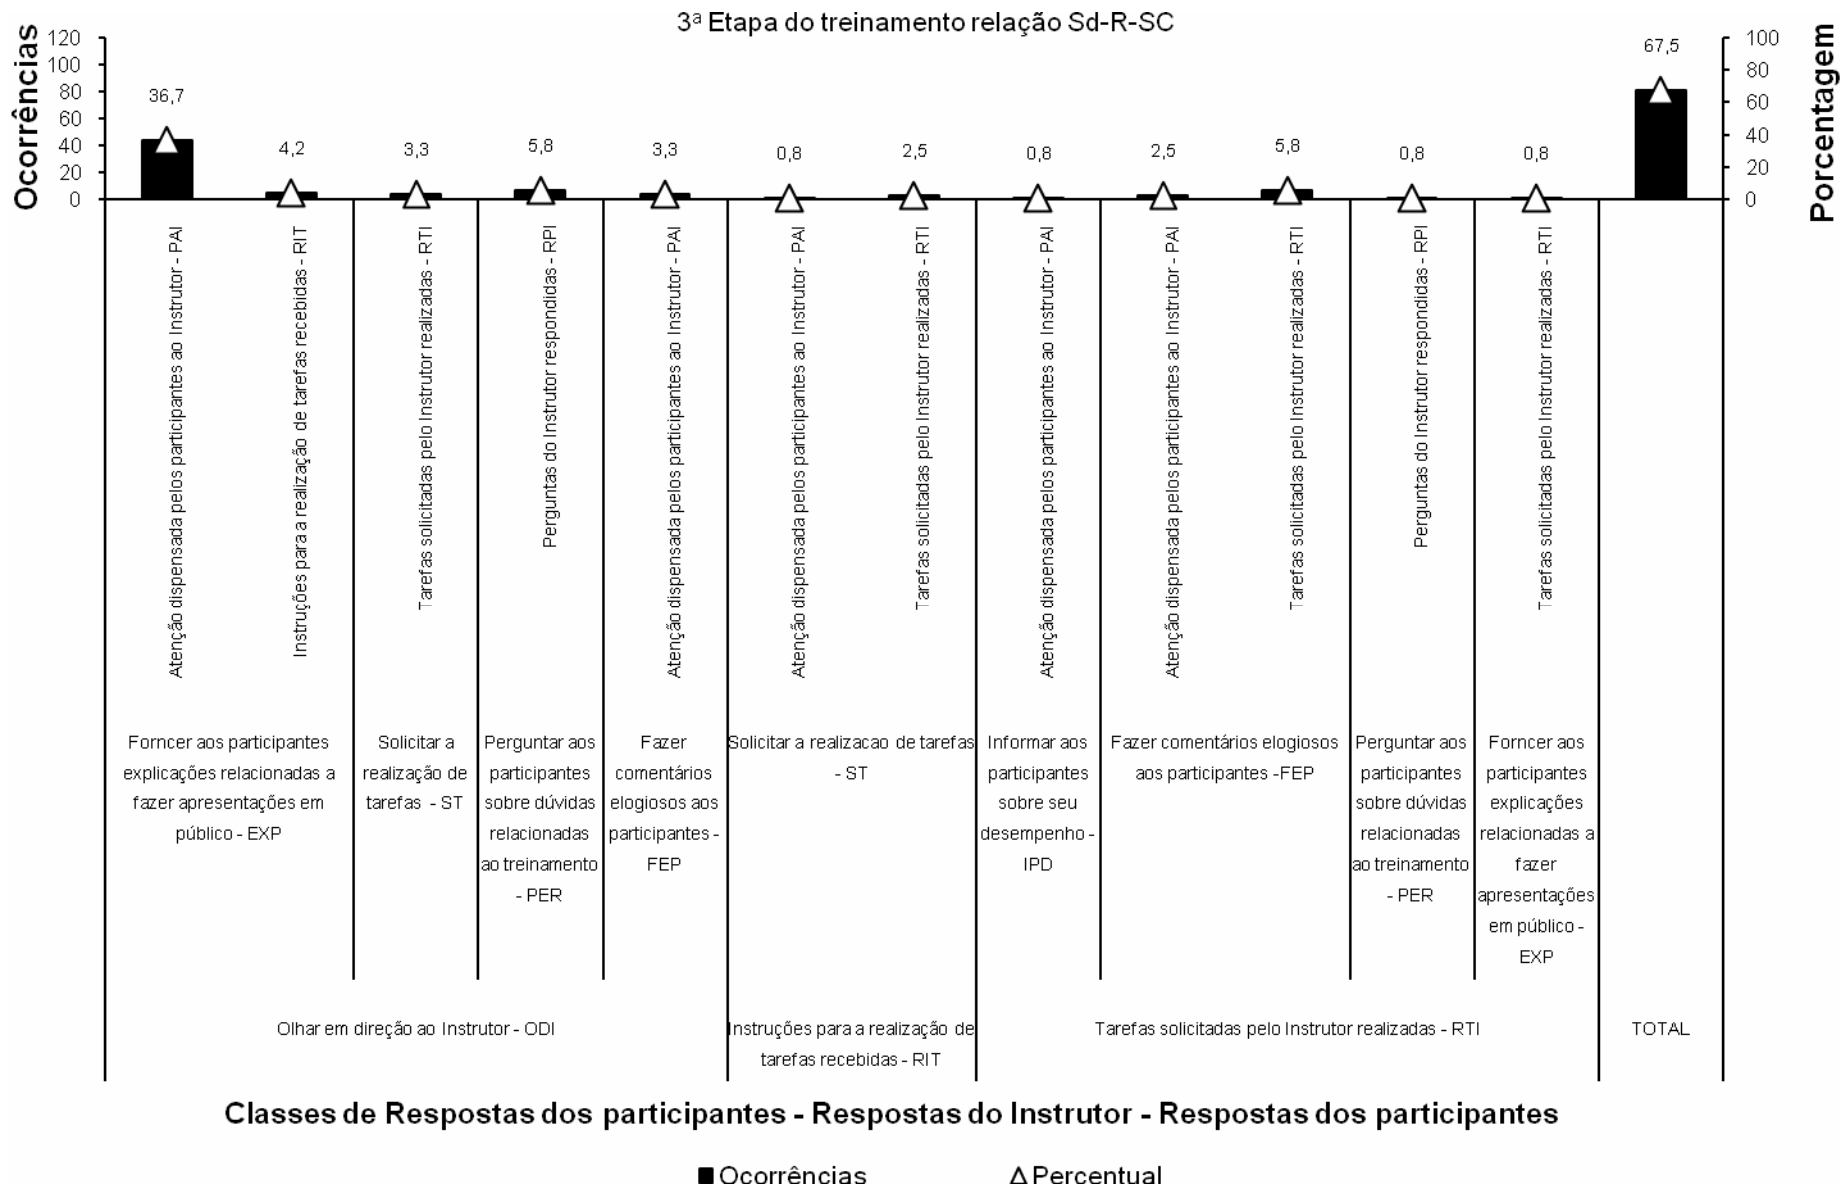 3ª Etapa do treinamento relação Sd-R-SC
Ocorrências
120
100
80
60
40
20
0
36,7
4,2
3,3
5,8
3,3
0,8
2,5
0,8
2,5
5,8
0,8
0,8
67,5
100
80
60
40
20
0
Porcentagem
Atenção dispensada pelos participantes ao Instrutor - PAI
Instruções para a realização de tarefas recebidas - RIT
Tarefas solicitadas pelo Instrutor realizadas - RTI
Perguntas do Instrutor respondidas - RPI
Atenção dispensada pelos participantes ao Instrutor - PAI
Atenção dispensada pelos participantes ao Instrutor - PAI
Tarefas solicitadas pelo Instrutor realizadas - RTI
Atenção dispensada pelos participantes ao Instrutor - PAI
Atenção dispensada pelos participantes ao Instrutor - PAI
Tarefas solicitadas pelo Instrutor realizadas - RTI
Perguntas do Instrutor respondidas - RPI
Tarefas solicitadas pelo Instrutor realizadas - RTI
Forncer aos participantes
explicações relacionadas a
fazer apresentações em
público - EXP
Solicitar a
realização de
tarefas - ST
Perguntar aos
participantes
sobre dúvidas
relacionadas
ao treinamento
- PER
Fazer
comentários
elogiosos aos
participantes -
FEP
Solicitar a realizacao de tarefas
- ST
Informar aos
participantes
sobre seu
desempenho -
IPD
Fazer comentários elogiosos
aos participantes -FEP
Perguntar aos
participantes
sobre dúvidas
relacionadas
ao treinamento
- PER
Forncer aos
participantes
explicações
relacionadas a
fazer
apresentações
em público -
EXP
Olhar em direção ao Instrutor - ODI
Instruções para a realização de
tarefas recebidas - RIT
Tarefas solicitadas pelo Instrutor realizadas - RTI
TOTAL
Classes de Respostas dos participantes - Respostas do Instrutor - Respostas dos participantes
Ocorrências
Percentual